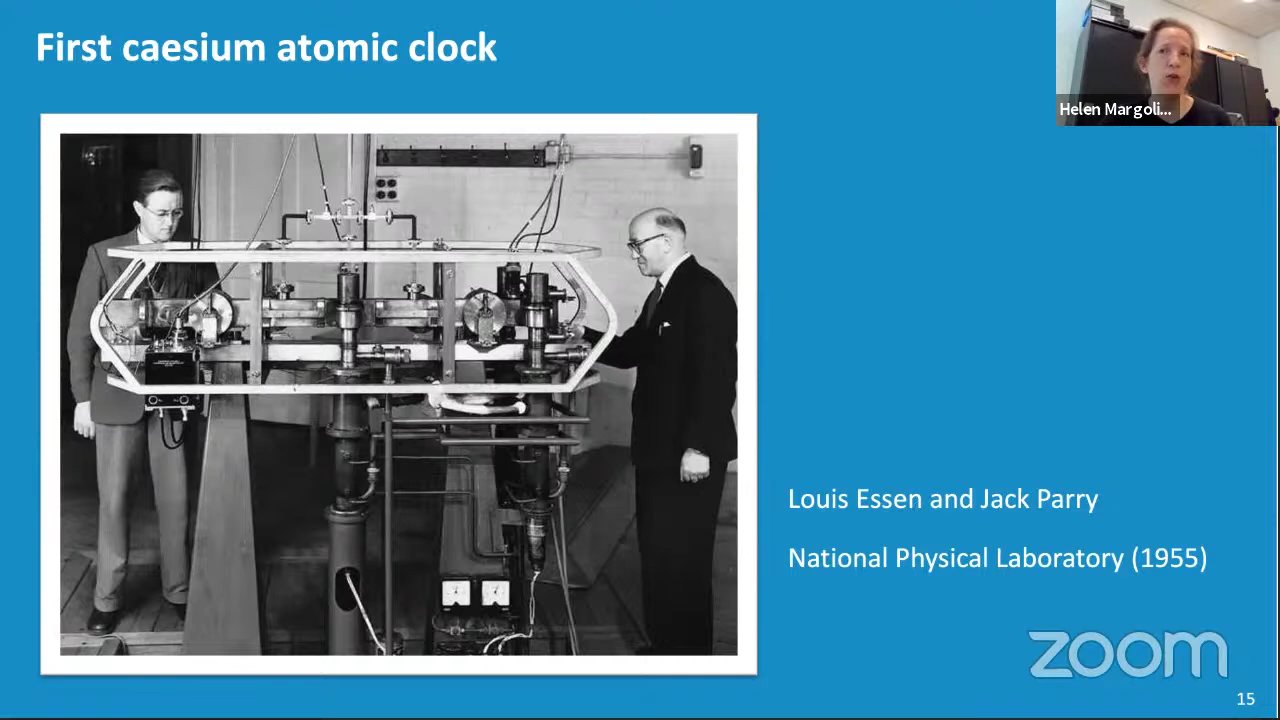 First caesium atomic clock
Helen Margoli...
Louis Essen and Jack Parry
National Physical Laboratory (1955)
zoom
15